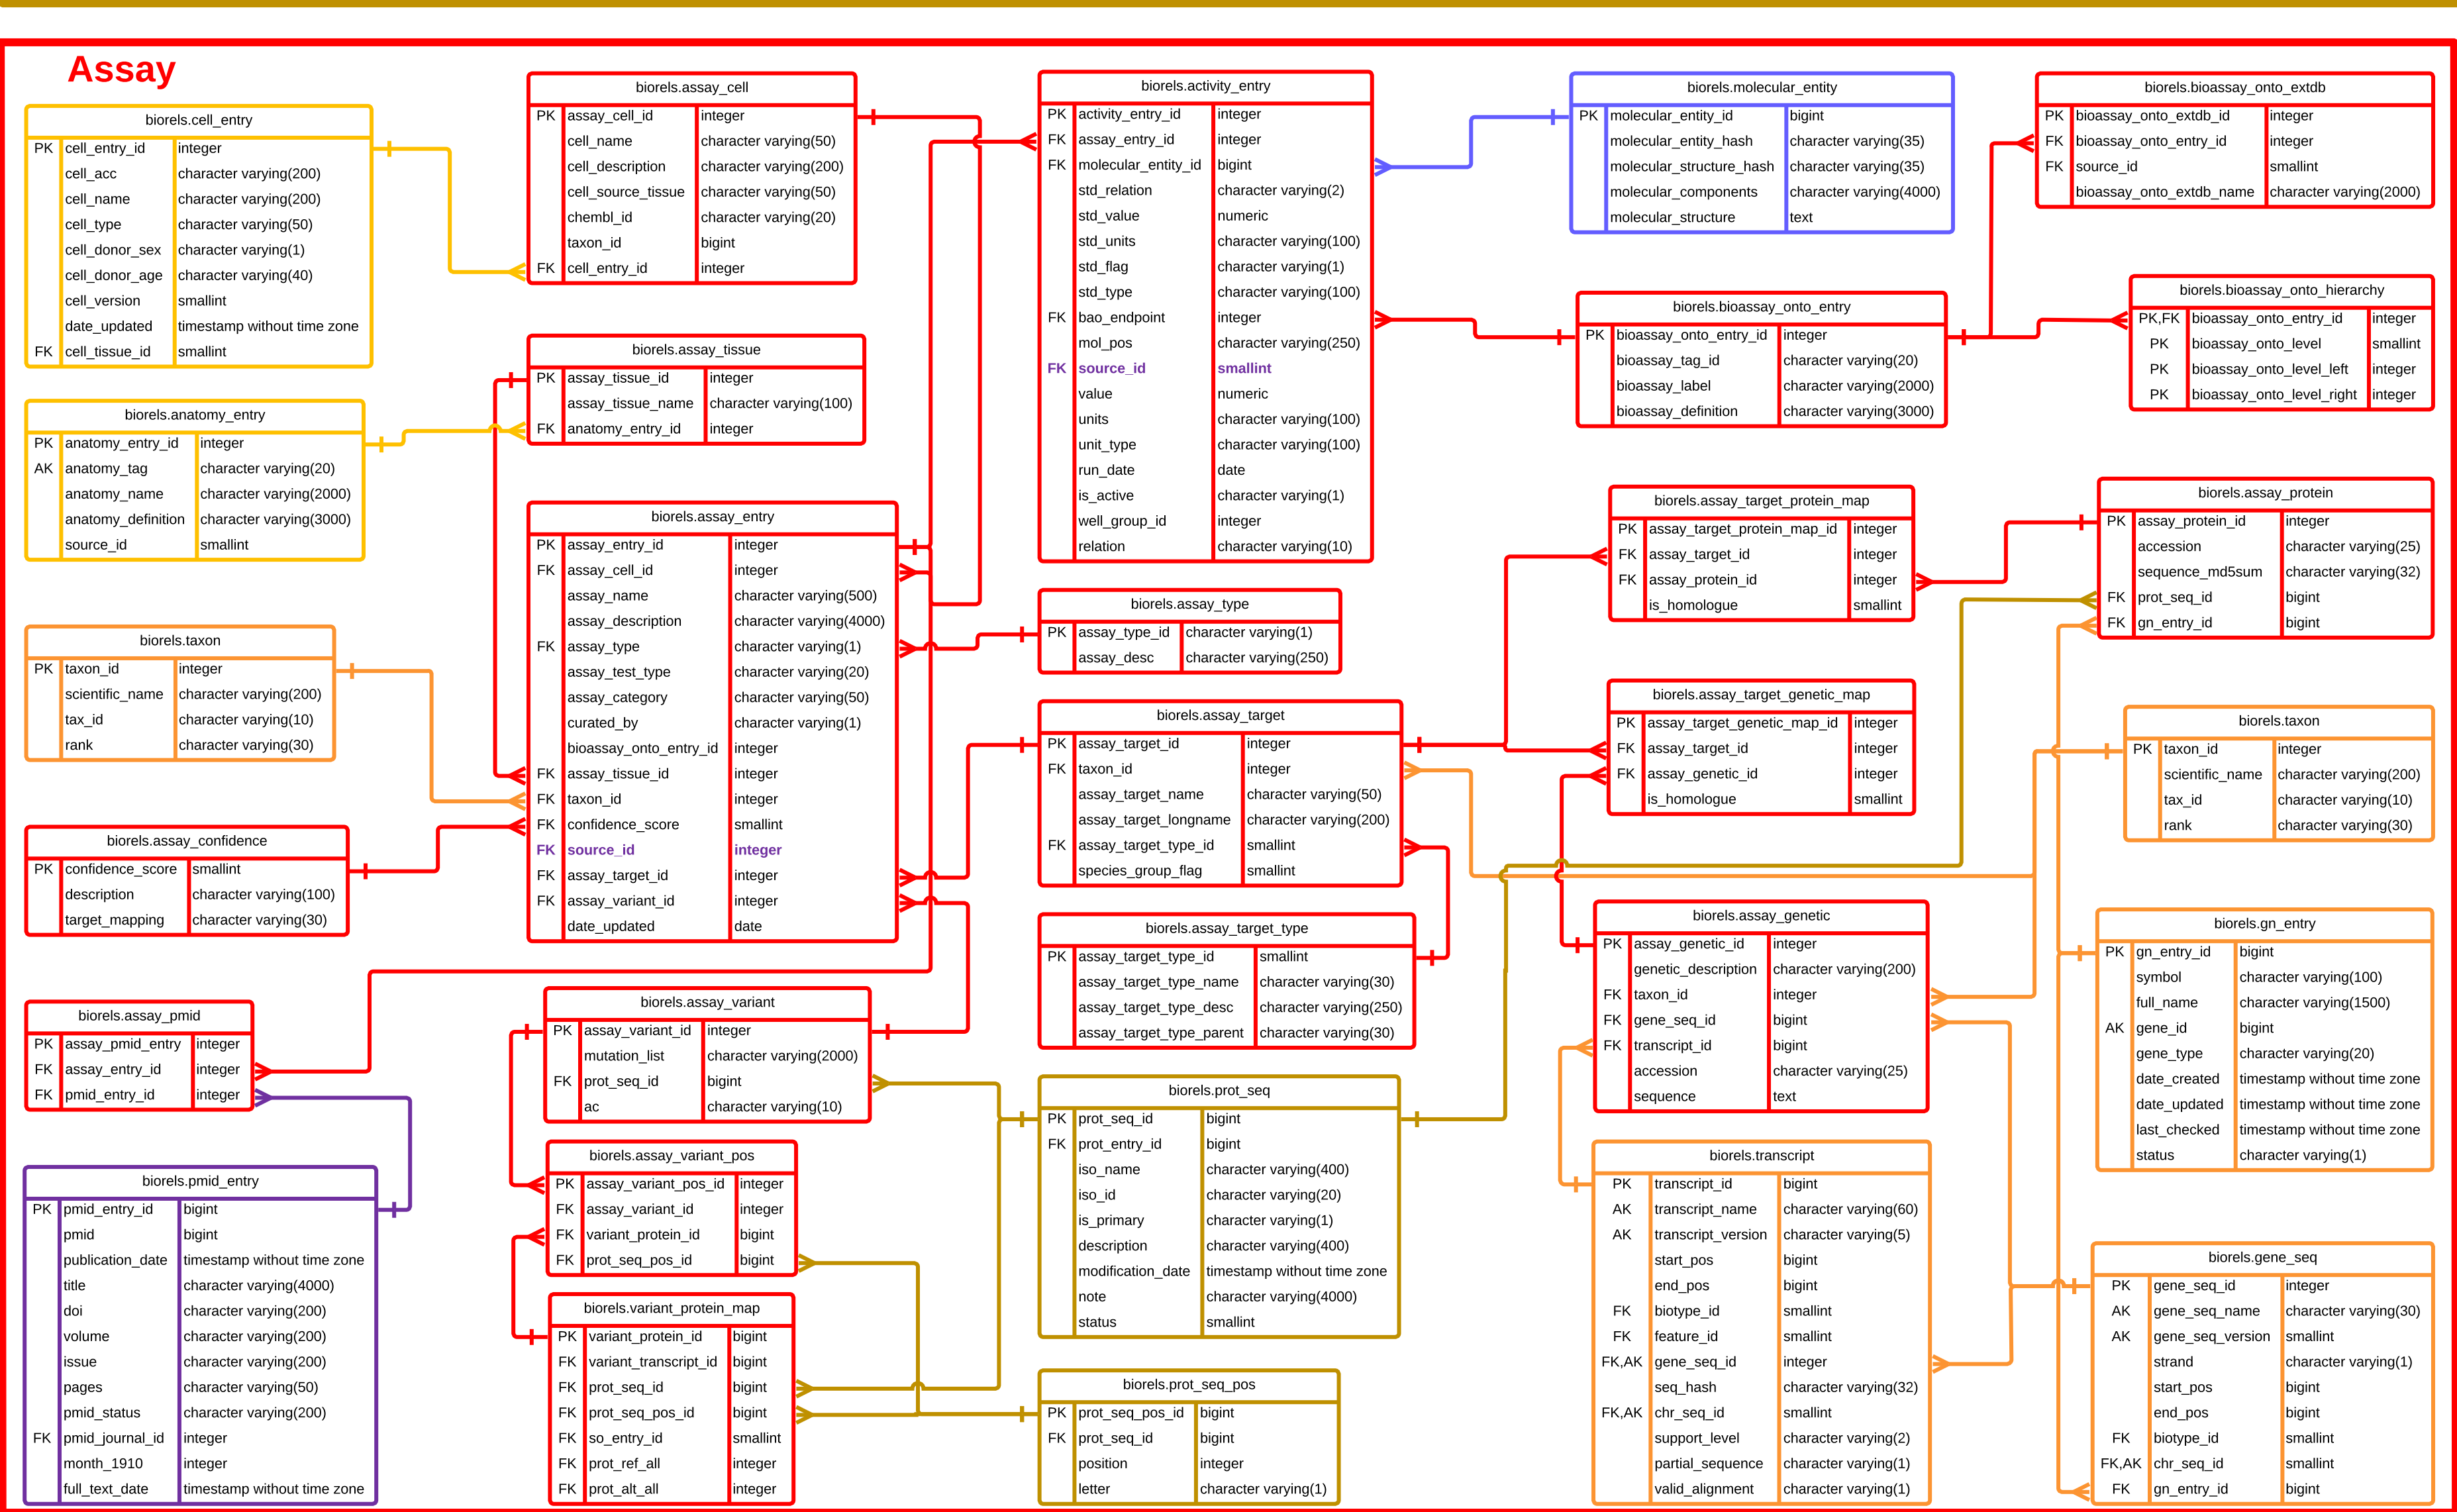 Assay
biorels.cell_entry
PK cell_entry_id integer
cell_acc character varying(200)
cell_name character varying(200)
cell_type character varying(50)
cell_donor_sex character varying(1)
cell_donor_age character varying(40)
cell_version smallint
date_updated timestamp without time zone
FK cell_tissue_id smallint
biorels.anatomy_entry
PK anatomy_entry_id integer
AK anatomy_tag character varying(20)
anatomy_name character varying(2000)
anatomy_definition character varying(3000)
source_id smallint
biorels.taxon
PK taxon_id integer
scientific_name character varying(200)
tax_id character varying(10)
rank character varying(30)
biorels.assay_confidence
PK confidence_score smallint
description character varying(100)
target_mapping character varying(30)
biorels.assay_pmid
PK assay_pmid_entry integer
FK assay_entry_id integer
FK pmid_entry_id integer
biorels.pmid_entry
PK pmid_entry_id bigint
pmid bigint
publication_date timestamp without time zone
title character varying(4000)
doi character varying(200)
volume character varying(200)
issue character varying(200)
pages character varying(50)
pmid_status character varying(200)
FK pmid_journal_id integer
month_1910 integer
full_text_date timestamp without time zone
biorels.assay_cell
PK assay_cell_id integer
cell_name character varying(50)
cell_description character varying(200)
cell_source_tissue character varying(50)
chembl_id character varying(20)
taxon_id bigint
FK cell_entry_id integer
biorels.assay_tissue
PK assay_tissue_id integer
assay_tissue_name character varying(100)
FK anatomy_entry_id integer
biorels.assay_entry
PK assay_entry_id integer
FK assay_cell_id integer
assay_name character varying(500)
assay_description character varying(4000)
FK assay_type character varying(1)
assay_test_type character varying(20)
assay_category character varying(50)
curated_by character varying(1)
bioassay_onto_entry_id integer
FK assay_tissue_id integer
FK taxon_id integer
FK confidence_score smallint
FK source_id integer
FK assay_target_id integer
FK assay_variant_id integer
date_updated date
biorels.assay_variant
PK assay_variant_id integer
mutation_list character varying(2000)
FK prot_seq_id bigint
ac character varying(10)
biorels.assay_variant_pos
PK assay_variant_pos_id integer
FK assay_variant_id integer
FK variant_protein_id bigint
FK prot_seq_pos_id bigint
biorels.variant_protein_map
PK variant_protein_id bigint
FK variant_transcript_id bigint
FK prot_seq_id bigint
FK prot_seq_pos_id bigint
FK so_entry_id smallint
FK prot_ref_all integer
FK prot_alt_all integer
biorels.activity_entry
PK activity_entry_id integer
FK assay_entry_id integer
FK molecular_entity_id bigint
std_relation character varying(2)
std_value numeric
std_units character varying(100)
std_flag character varying(1)
std_type character varying(100)
FK bao_endpoint integer
mol_pos character varying(250)
FK source_id smallint
value numeric
units character varying(100)
unit_type character varying(100)
run_date date
is_active character varying(1)
well_group_id integer
relation character varying(10)
biorels.assay_type
PK assay_type_id character varying(1)
assay_desc character varying(250)
biorels.assay_target
PK assay_target_id integer
FK taxon_id integer
assay_target_name character varying(50)
assay_target_longname character varying(200)
FK assay_target_type_id smallint
species_group_flag smallint
biorels.assay_target_type
PK assay_target_type_id smallint
assay_target_type_name character varying(30)
assay_target_type_desc character varying(250)
assay_target_type_parent character varying(30)
biorels.prot_seq
PK prot_seq_id bigint
FK prot_entry_id bigint
iso_name character varying(400)
iso_id character varying(20)
is_primary character varying(1)
description character varying(400)
modification_date timestamp without time zone
note character varying(4000)
status smallint
biorels.prot_seq_pos
PK prot_seq_pos_id bigint
FK prot_seq_id bigint
position integer
letter character varying(1)
biorels.molecular_entity
PK molecular_entity_id bigint
molecular_entity_hash character varying(35)
molecular_structure_hash character varying(35)
molecular_components character varying(4000)
molecular_structure text
biorels.bioassay_onto_entry
PK bioassay_onto_entry_id integer
bioassay_tag_id character varying(20)
bioassay_label character varying(2000)
bioassay_definition character varying(3000)
biorels.assay_target_protein_map
PK assay_target_protein_map_id integer
FK assay_target_id integer
FK assay_protein_id integer
is_homologue smallint
biorels.assay_target_genetic_map
PK assay_target_genetic_map_id integer
FK assay_target_id integer
FK assay_genetic_id integer
is_homologue smallint
biorels.assay_genetic
PK assay_genetic_id integer
genetic_description character varying(200)
FK taxon_id integer
FK gene_seq_id bigint
FK transcript_id bigint
accession character varying(25)
sequence text
biorels.transcript
PK transcript_id bigint
AK transcript_name character varying(60)
AK transcript_version character varying(5)
start_pos bigint
end_pos bigint
FK biotype_id smallint
FK feature_id smallint
FK,AK gene_seq_id integer
seq_hash character varying(32)
FK,AK chr_seq_id smallint
support_level character varying(2)
partial_sequence character varying(1)
valid_alignment character varying(1)
biorels.bioassay_onto_extdb
PK bioassay_onto_extdb_id integer
FK bioassay_onto_entry_id integer
FK source_id smallint
bioassay_onto_extdb_name character varying(2000)
biorels.bioassay_onto_hierarchy
PK,FK bioassay_onto_entry_id integer
PK bioassay_onto_level smallint
PK bioassay_onto_level_left integer
PK bioassay_onto_level_right integer
biorels.assay_protein
PK assay_protein_id integer
accession character varying(25)
sequence_md5sum character varying(32)
FK prot_seq_id bigint
FK gn_entry_id bigint
biorels.taxon
PK taxon_id integer
scientific_name character varying(200)
tax_id character varying(10)
rank character varying(30)
biorels.gn_entry
PK gn_entry_id bigint
symbol character varying(100)
full_name character varying(1500)
AK gene_id bigint
gene_type character varying(20)
date_created timestamp without time zone
date_updated timestamp without time zone
last_checked timestamp without time zone
status character varying(1)
biorels.gene_seq
PK gene_seq_id integer
AK gene_seq_name character varying(30)
AK gene_seq_version smallint
strand character varying(1)
start_pos bigint
end_pos bigint
FK biotype_id smallint
FK,AK chr_seq_id smallint
FK gn_entry_id bigint